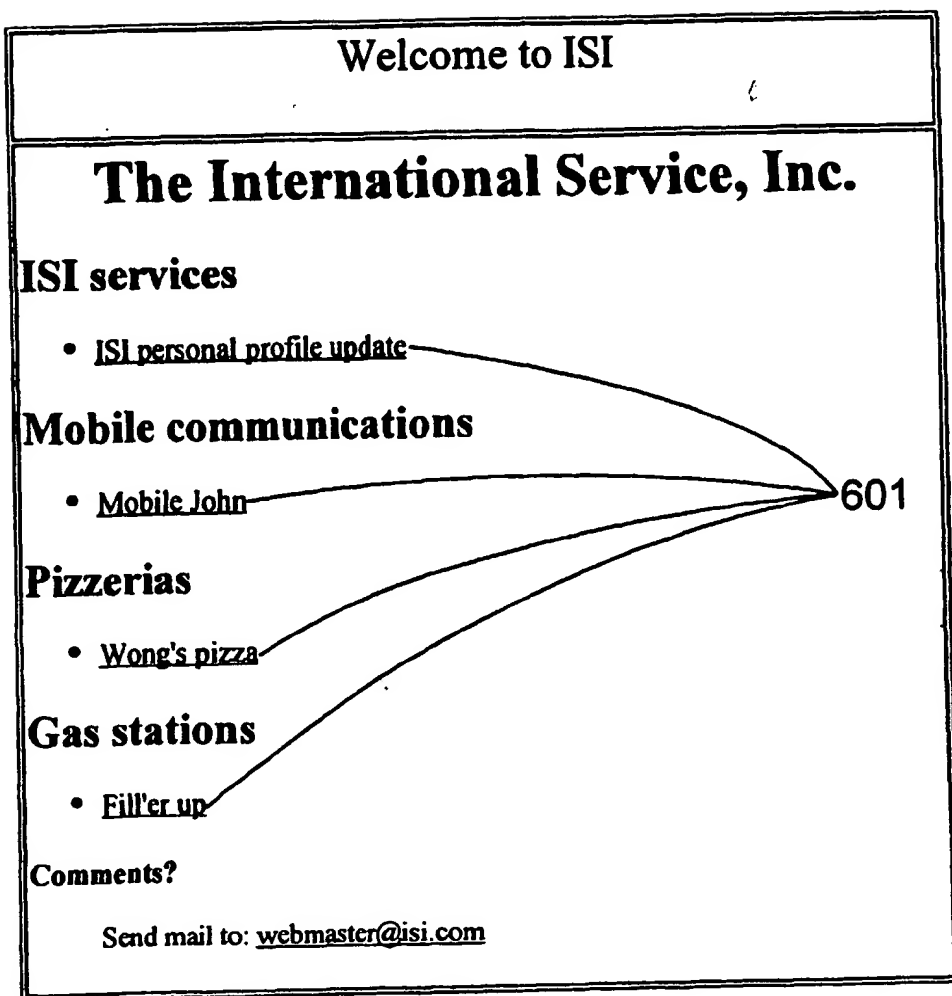 Welcome to ISI
The International Service, Inc.
ISI services
• ISI personal profile update
Mobile communications
• Mobile John
601
Pizzerias
• Wong's pizza
Gas stations
• Fill'er up
Comments?
Send mail to: webmaster@isi.com